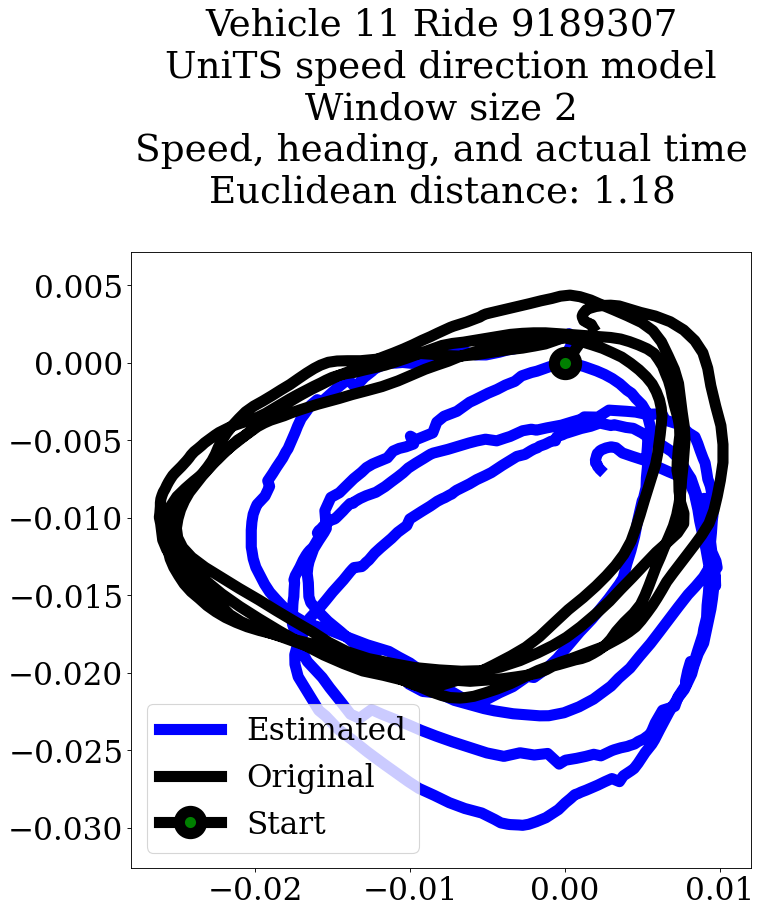 Vehicle 11 Ride 9189307
UniTS speed direction model
Window size 2
Speed, heading, and actual time
Euclidean distance: 1.18
0.005
0.000
−0.005
−0.010
−0.015
−0.020
−0.025
−0.030
Estimated
Original
Start
−0.02 −0.01 0.00 0.01